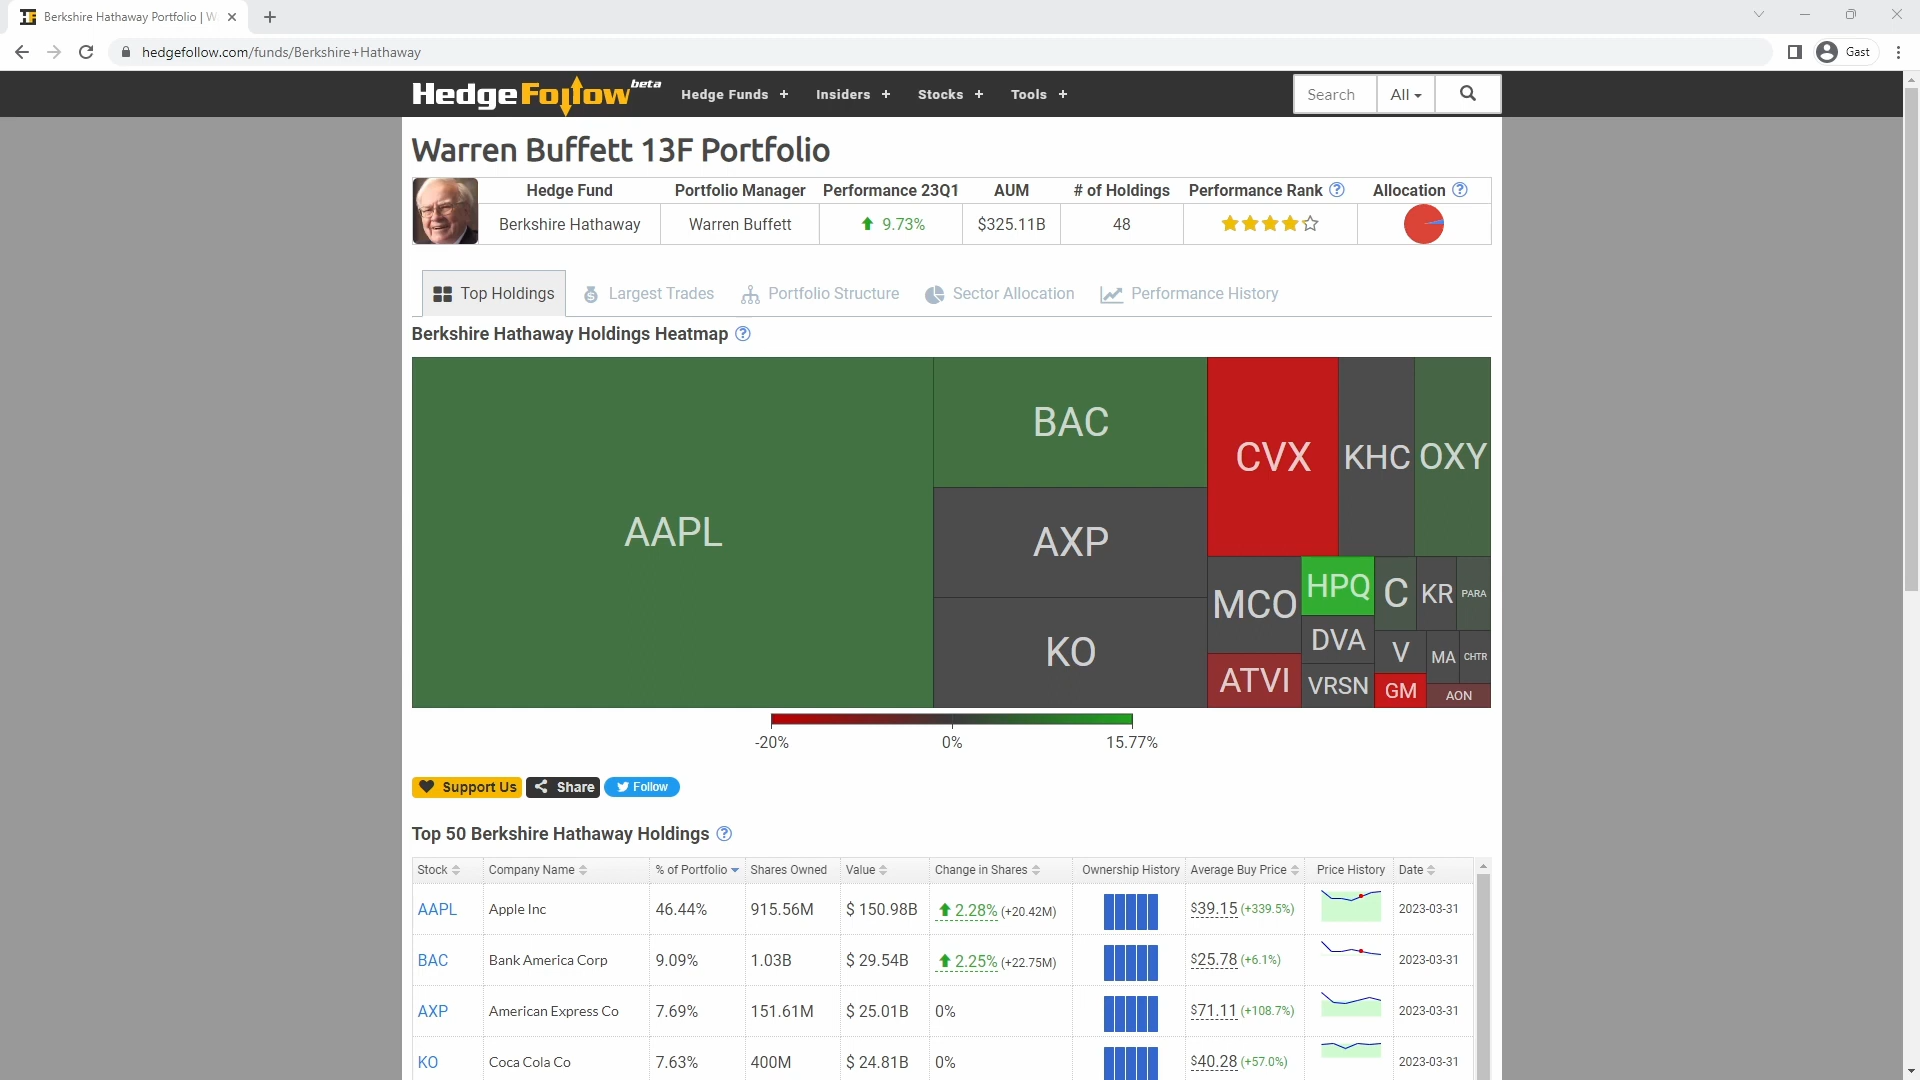 Berkshire Hathaway Portfolio | W
Gast
hedgefollow.com/funds/Berkshire+Hathaway
HedgeFollow beta
Hedge Funds + Insiders + Stocks + Tools +
Search All
Warren Buffett 13F Portfolio
Hedge Fund Portfolio Manager Performance 23Q1 AUM # of Holdings Performance Rank ? Allocation ?
Berkshire Hathaway Warren Buffett 9.73% $325.11B 48
Top Holdings Largest Trades Portfolio Structure Sector Allocation Performance History
Berkshire Hathaway Holdings Heatmap ?
AAPL
BAC
AXP
KO
CVX
KHC
OXY
MCO
HPQ
C
KR
PARA
DVA
V
MA
CHTR
ATVI
VRSN
GM
AON
-20% 0% 15.77%
Support Us Share Follow
Top 50 Berkshire Hathaway Holdings ?
Stock Company Name % of Portfolio Shares Owned Value Change in Shares Ownership History Average Buy Price Price History Date
AAPL Apple Inc 46.44% 915.56M $ 150.98B 2.28% (+20.42M) $39.15 (+339.5%) 2023-03-31
BAC Bank America Corp 9.09% 1.03B $ 29.54B 2.25% (+22.75M) $25.78 (+6.1%) 2023-03-31
AXP American Express Co 7.69% 151.61M $ 25.01B 0% $71.11 (+108.7%) 2023-03-31
KO Coca Cola Co 7.63% 400M $ 24.81B 0% $40.28 (+57.0%) 2023-03-31